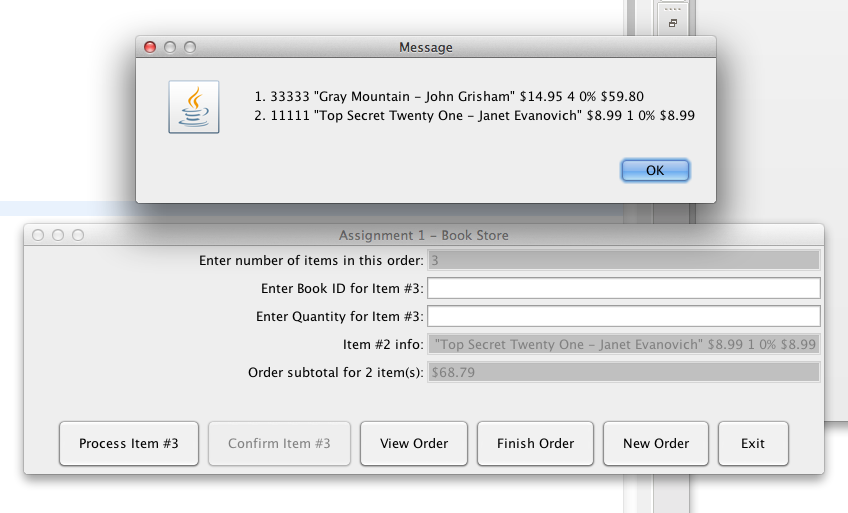 Message
1. 33333 "Gray Mountain - John Grisham" $14.95 4 0% $59.80
2. 11111 "Top Secret Twenty One - Janet Evanovich" $8.99 1 0% $8.99
OK
Assignment 1 - Book Store
Enter number of items in this order: 3
Enter Book ID for Item #3:
Enter Quantity for Item #3:
Item #2 info: "Top Secret Twenty One - Janet Evanovich" $8.99 1 0% $8.99
Order subtotal for 2 item(s): $68.79
Process Item #3 Confirm Item #3 View Order Finish Order New Order Exit